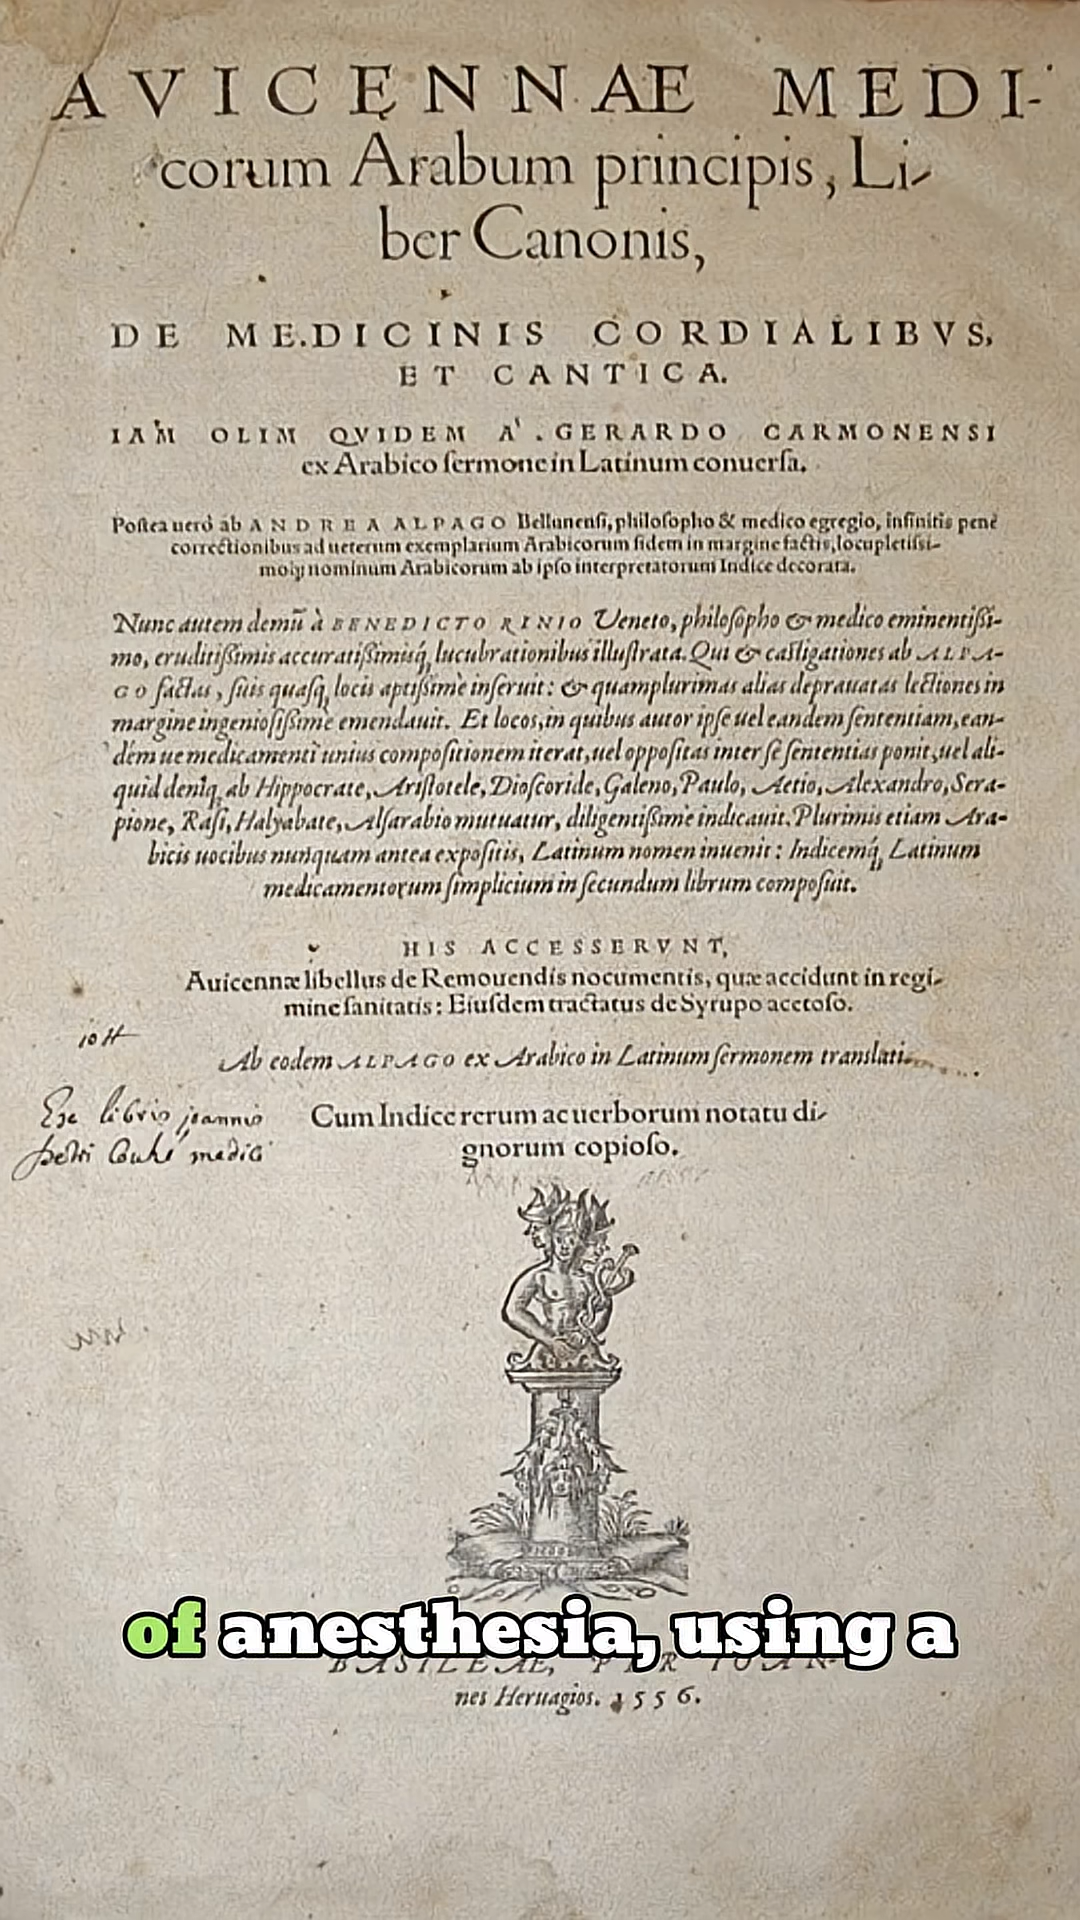 AVICENNAE MEDI-
corum Arabum principis, Li-
ber Canonis,
DE MEDICINIS CORDIALIBVS,
ET CANTICA.
IAM OLIM QVIDEM A' GERARDO CARMONENSI
ex Arabico ſermone in Latinum conuerſa.
Poſtea uerò ab ANDREA ALPAGO Bellunenſi, philoſopho & medico egregio, infinitis penè
correctionibus ad ueterum exemplarium Arabicorum fidem in margine factis, locupletiſsi-
moq; nominum Arabicorum ab ipſo interpretatorum Indice decorata.
Nunc autem demũ à BENEDICTO RINIO Veneto, philoſopho & medico eminentißi-
mo, eruditißimis accuratißimisq́; lucubrationibus illuſtrata. Qui & caſtigationes ab ALPA-
GO factas, ſuis quaſq; locis aptißimè inſeruit: & quamplurimas alias deprauatas lectiones in
margine ingenioſißimè emendauit. Et locos, in quibus autor ipſe uel eandem ſententiam, ean-
dém ue medicamenti unius compoſitionem iterat, uel oppoſitas inter ſe ſententias ponit, uel ali-
quid deniq; ab Hippocrate, Ariſtotele, Dioſcoride, Galeno, Paulo, Aetio, Alexandro, Sera-
pione, Raſi, Halyabate, Alſarabio mutuatur, diligentißimè indicauit. Plurimis etiam Ara-
bicis uocibus nunquam antea expoſitis, Latinum nomen inuenit: Indicemq́; Latinum
medicamentorum ſimplicium in ſecundum librum compoſuit.
HIS ACCESSERVNT,
Auicennæ libellus de Remouendis nocumentis, quæ accidunt in regi-
mine ſanitatis: Eiuſdem tractatus de Syrupo acetoſo.
Ab eodem ALPAGO ex Arabico in Latinum ſermonem translati.
Cum Indice rerum ac uerborum notatu di-
gnorum copioſo.
Ex libris joannis
petri medici
of anesthesia, using a
BASILEAE, PER IOAN-
nes Heruagios. 1556.